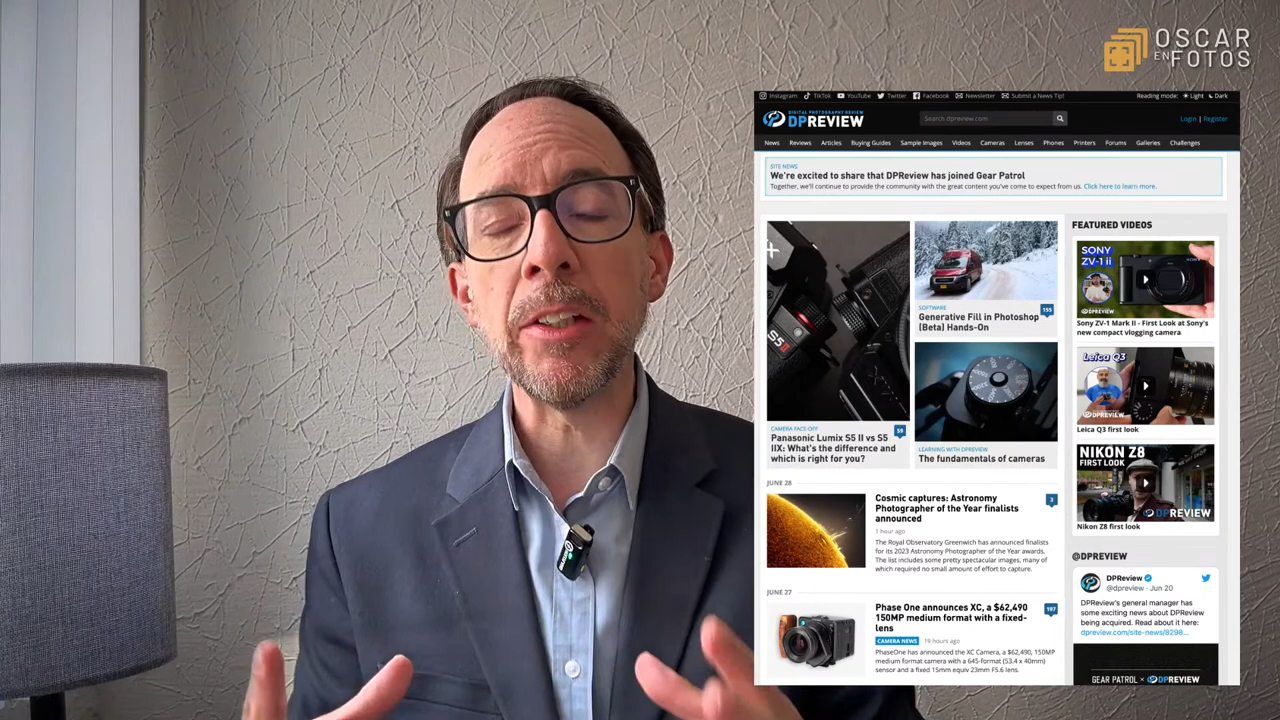 OSCAR
EN FOTOS
Instagram TikTok YouTube Twitter Facebook Newsletter Submit a News Tip!
Reading mode: Light Dark
DIGITAL PHOTOGRAPHY REVIEW
DPREVIEW
Search dpreview.com
Login | Register
News Reviews Articles Buying Guides Sample Images Videos Cameras Lenses Phones Printers Forums Galleries Challenges
SITE NEWS
We're excited to share that DPReview has joined Gear Patrol
Together, we'll continue to provide the community with the great content you've come to expect from us. Click here to learn more.
S5II
CAMERA FACE-OFF
59
Panasonic Lumix S5 II vs S5
IIX: What's the difference and
which is right for you?
SOFTWARE
155
Generative Fill in Photoshop
(Beta) Hands-On
LEARNING WITH DPREVIEW
The fundamentals of cameras
JUNE 28
Cosmic captures: Astronomy
Photographer of the Year finalists
announced
3
1 hour ago
The Royal Observatory Greenwich has announced finalists
for its 2023 Astronomy Photographer of the Year awards.
The list includes some pretty spectacular images, many of
which required no small amount of effort to capture.
JUNE 27
Phase One announces XC, a $62,490
150MP medium format with a fixed-
lens
197
CAMERA NEWS 19 hours ago
PhaseOne has announced the XC Camera, a $62,490, 150MP
medium format camera with a 645-format (53.4 x 40mm)
sensor and a fixed 15mm equiv 23mm F5.6 lens.
FEATURED VIDEOS
SONY
ZV-1 ii
DPREVIEW
Sony ZV-1 Mark II - First Look at Sony's
new compact vlogging camera
Leica Q3
DPREVIEW
Leica Q3 first look
NIKON Z8
FIRST LOOK
DPREVIEW
Nikon Z8 first look
@DPREVIEW
DPReview
@dpreview · Jun 20
DPREVIEW's general manager has
some exciting news about DPReview
being acquired. Read about it here:
dpreview.com/site-news/8298...
GEAR PATROL × DPREVIEW